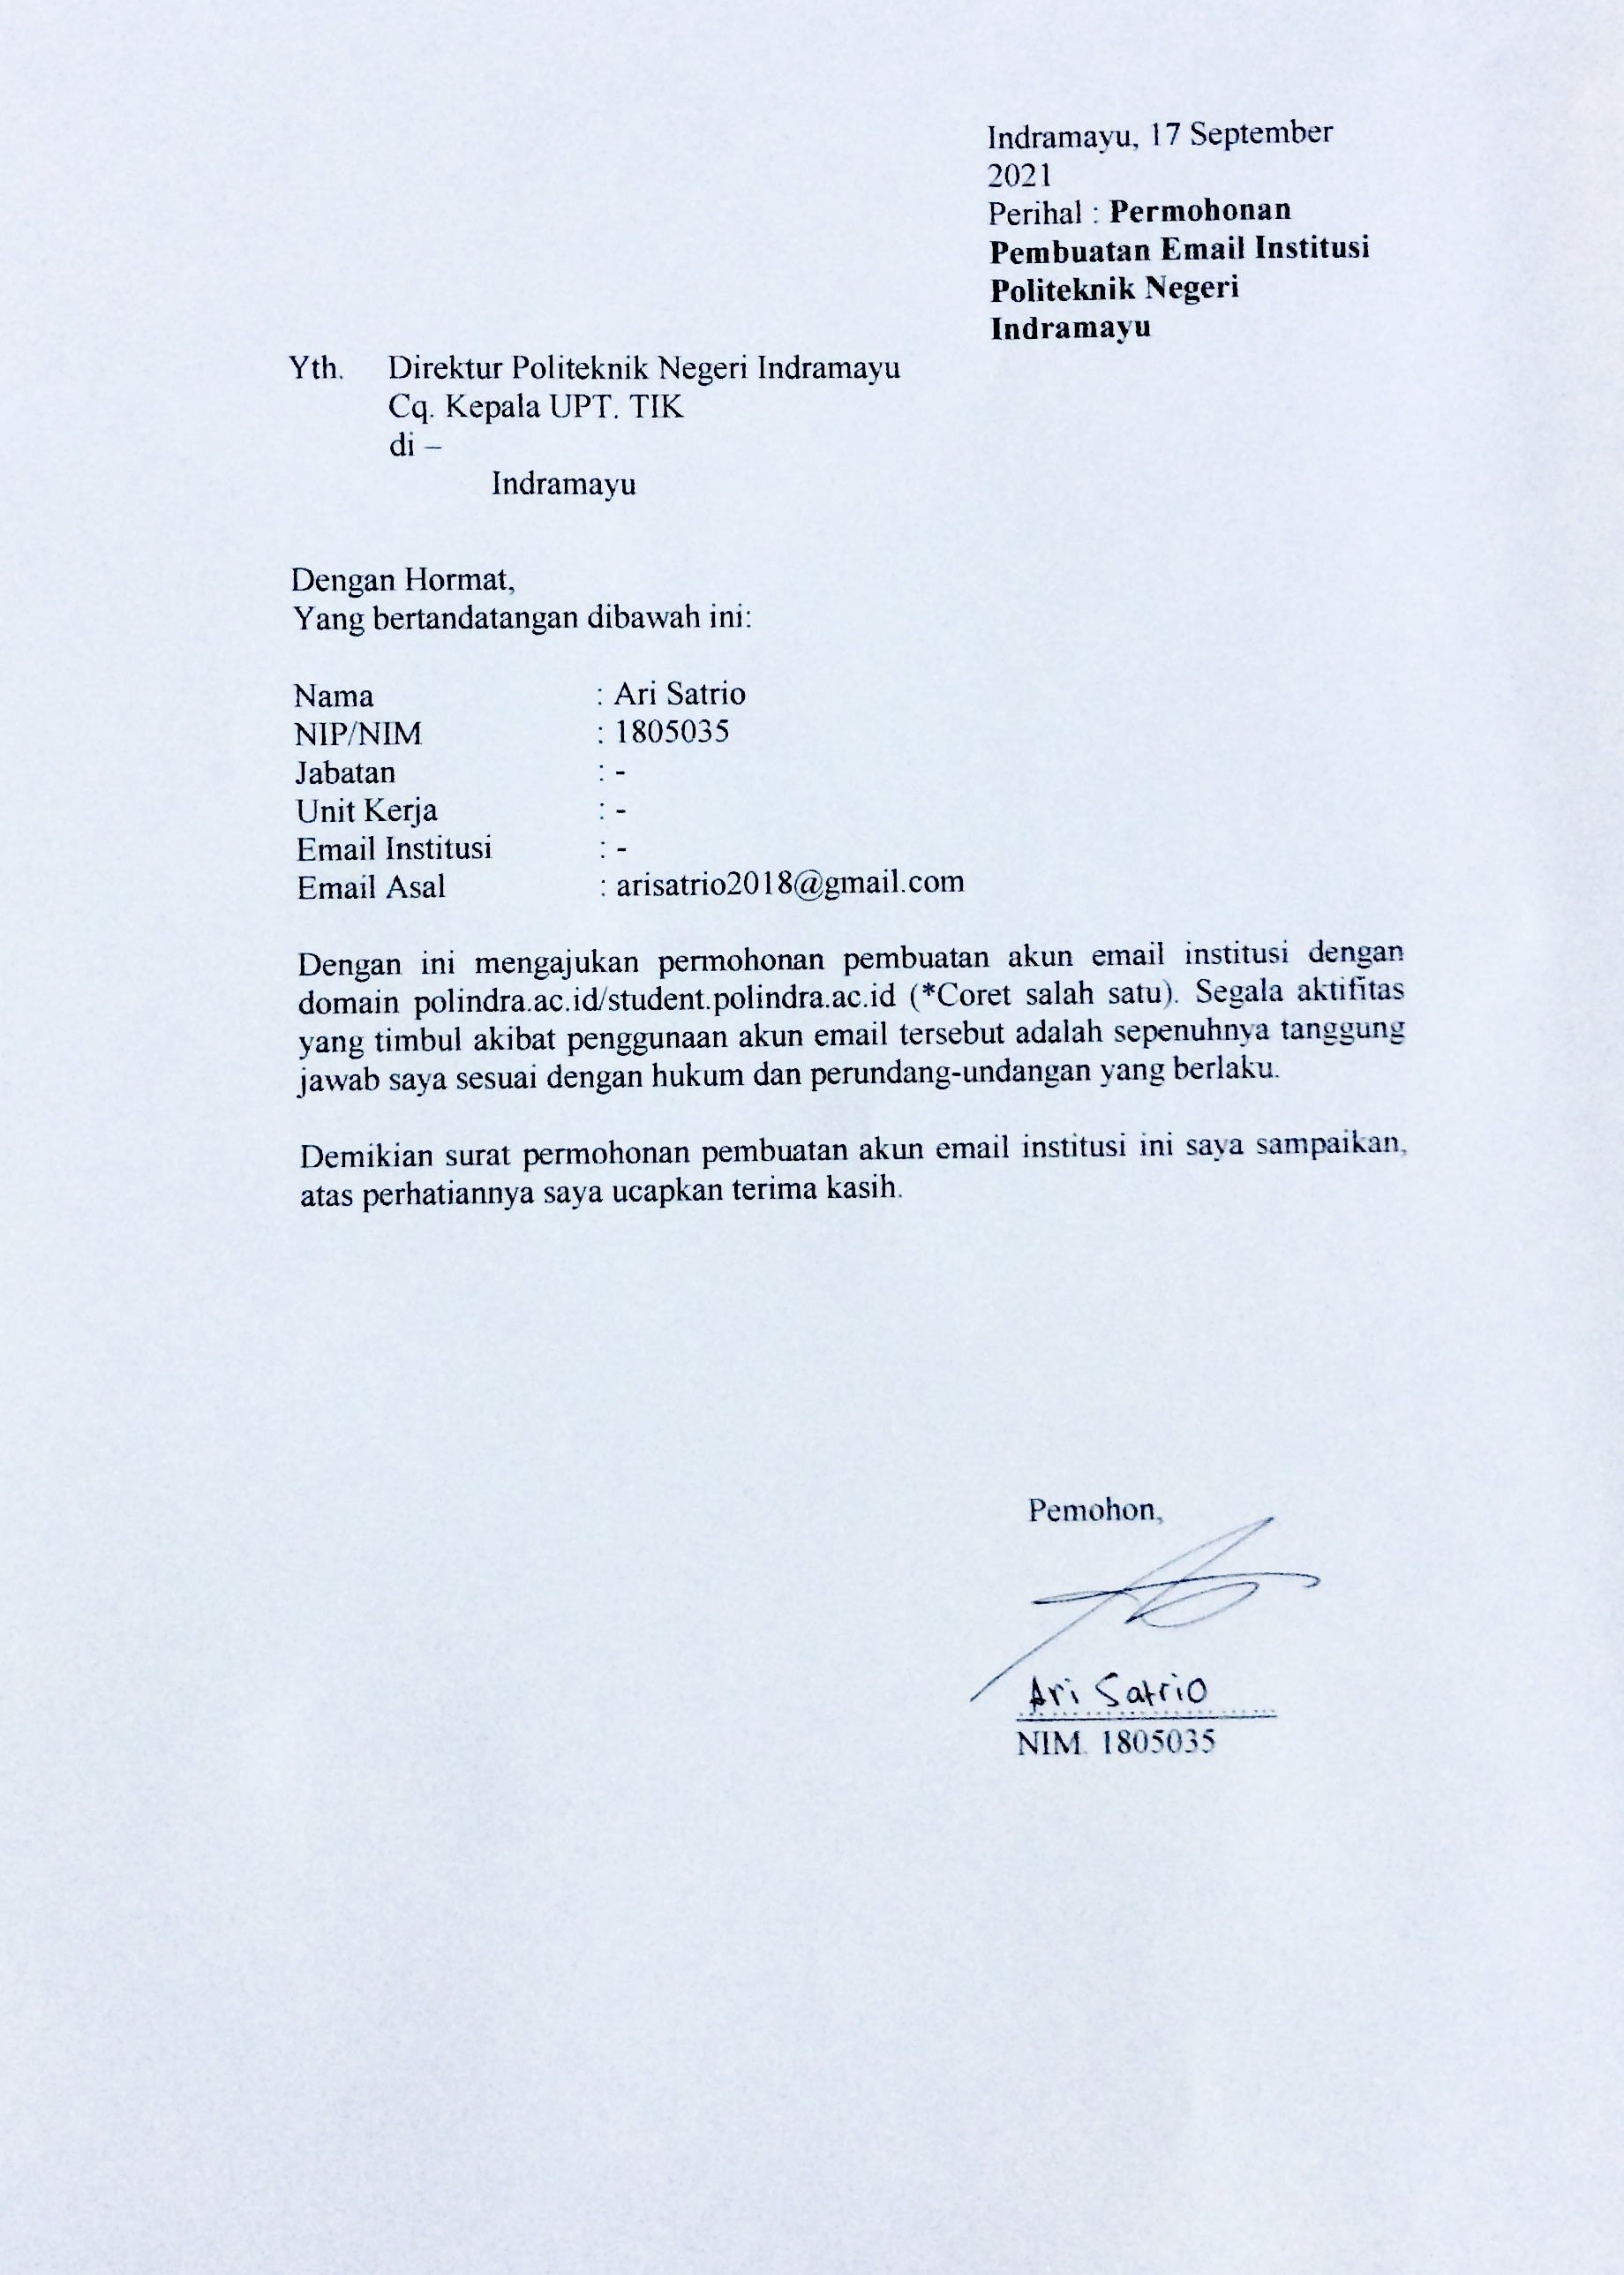 Indramayu, 17 September
2021
Perihal : Permohonan
Pembuatan Email Institusi
Politeknik Negeri
Indramayu
Yth. Direktur Politeknik Negeri Indramayu
Cq. Kepala UPT. TIK
di –
Indramayu
Dengan Hormat,
Yang bertandatangan dibawah ini:
Nama : Ari Satrio
NIP/NIM : 1805035
Jabatan : -
Unit Kerja : -
Email Institusi : -
Email Asal : arisatrio2018@gmail.com
Dengan ini mengajukan permohonan pembuatan akun email institusi dengan
domain polindra.ac.id/student.polindra.ac.id (*Coret salah satu). Segala aktifitas
yang timbul akibat penggunaan akun email tersebut adalah sepenuhnya tanggung
jawab saya sesuai dengan hukum dan perundang-undangan yang berlaku.
Demikian surat permohonan pembuatan akun email institusi ini saya sampaikan,
atas perhatiannya saya ucapkan terima kasih.
Pemohon,
Ari Satrio
NIM. 1805035